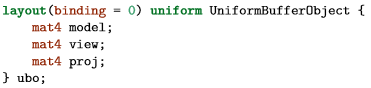 layout(binding = 0) uniform UniformBufferObject {
    mat4 model;
    mat4 view;
    mat4 proj;
} ubo;